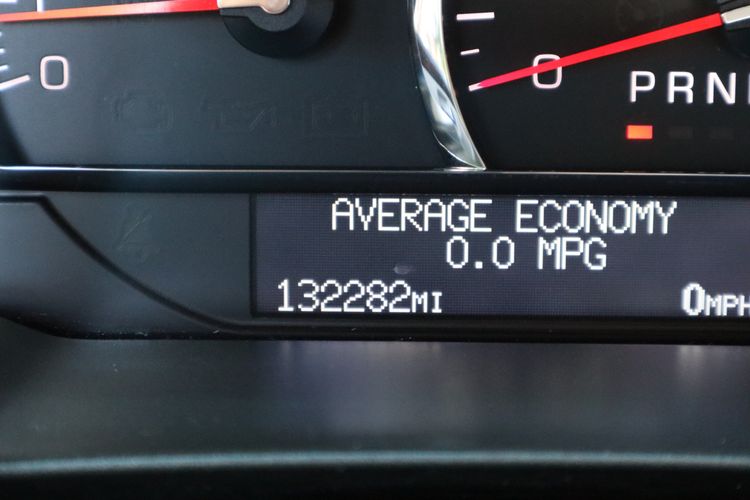 0
0
PRN
AVERAGE ECONOMY
0.0 MPG
132282MI
0MPH